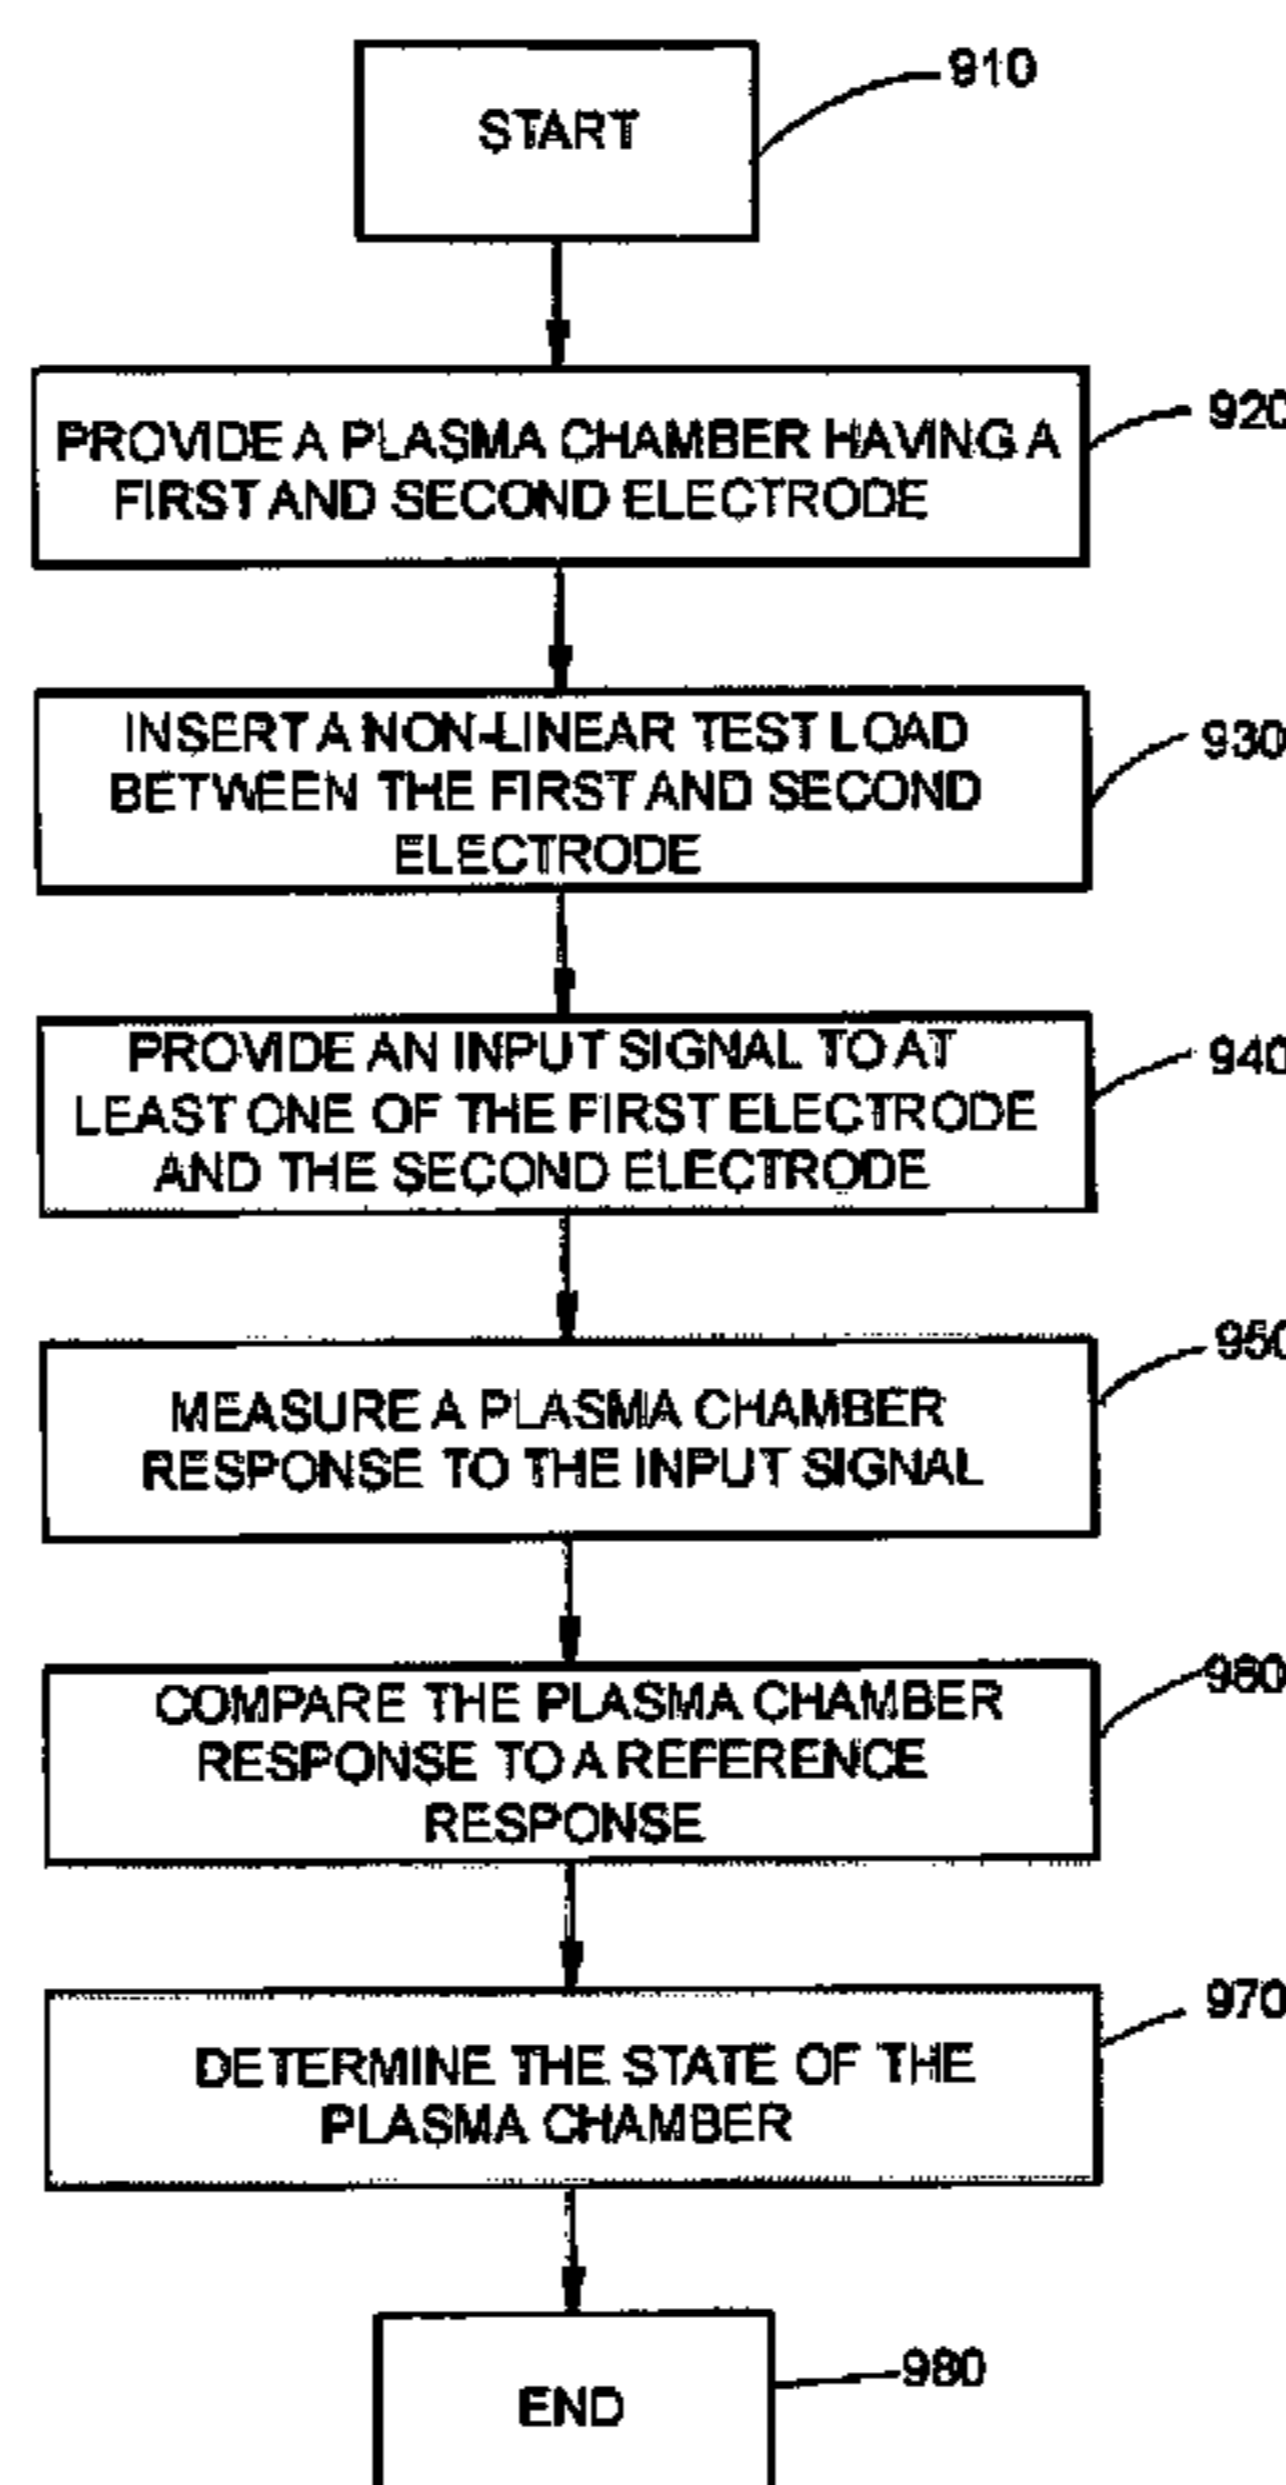 START
910
PROVIDE A PLASMA CHAMBER HAVING A
FIRST AND SECOND ELECTRODE
920
INSERT A NON-LINEAR TEST LOAD
BETWEEN THE FIRST AND SECOND
ELECTRODE
930
PROVIDE AN INPUT SIGNAL TO AT
LEAST ONE OF THE FIRST ELECTRODE
AND THE SECOND ELECTRODE
940
MEASURE A PLASMA CHAMBER
RESPONSE TO THE INPUT SIGNAL
950
COMPARE THE PLASMA CHAMBER
RESPONSE TO A REFERENCE
RESPONSE
960
DETERMINE THE STATE OF THE
PLASMA CHAMBER
970
END
980